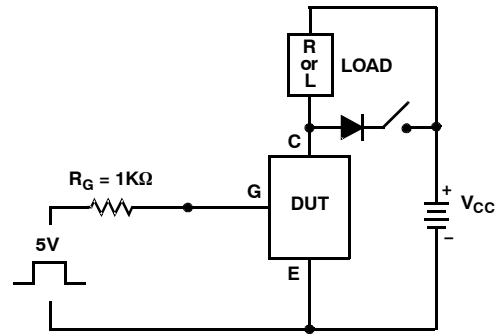 R
or
L
LOAD
C
R_G = 1KΩ
G
DUT
+
V_CC
–
5V
E